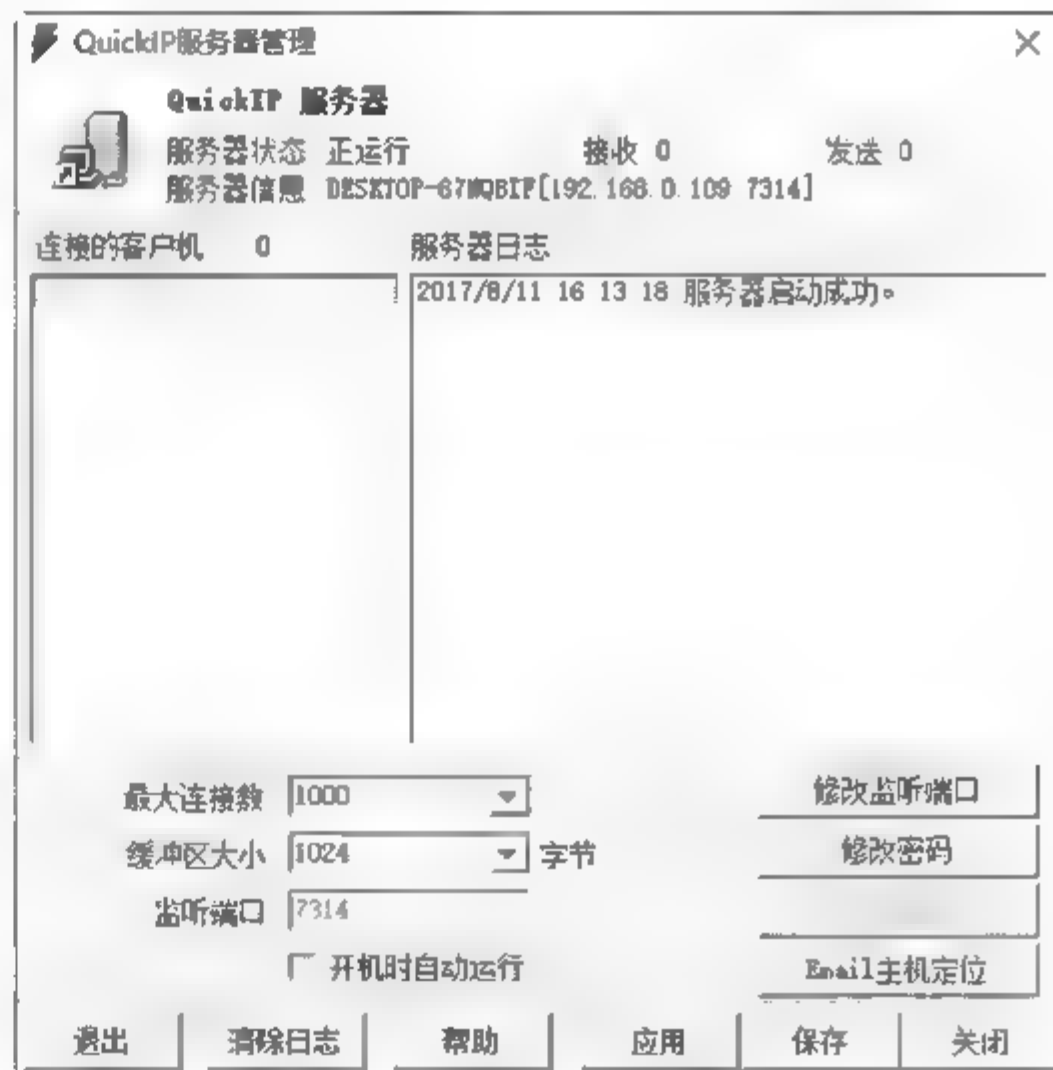 QuickIP服务器管理
QuickIP 服务器
服务器状态 正运行 接收 0 发送 0
服务器信息 [192.168.0.109 7314]
连接的客户机 0 服务器日志
2017/8/11 16 13 18 服务器启动成功。
最大连接数 1000 修改监听端口
缓冲区大小 1024 字节 修改密码
监听端口 7314
开机时自动运行 Email主机定位
退出 清除日志 帮助 应用 保存 关闭